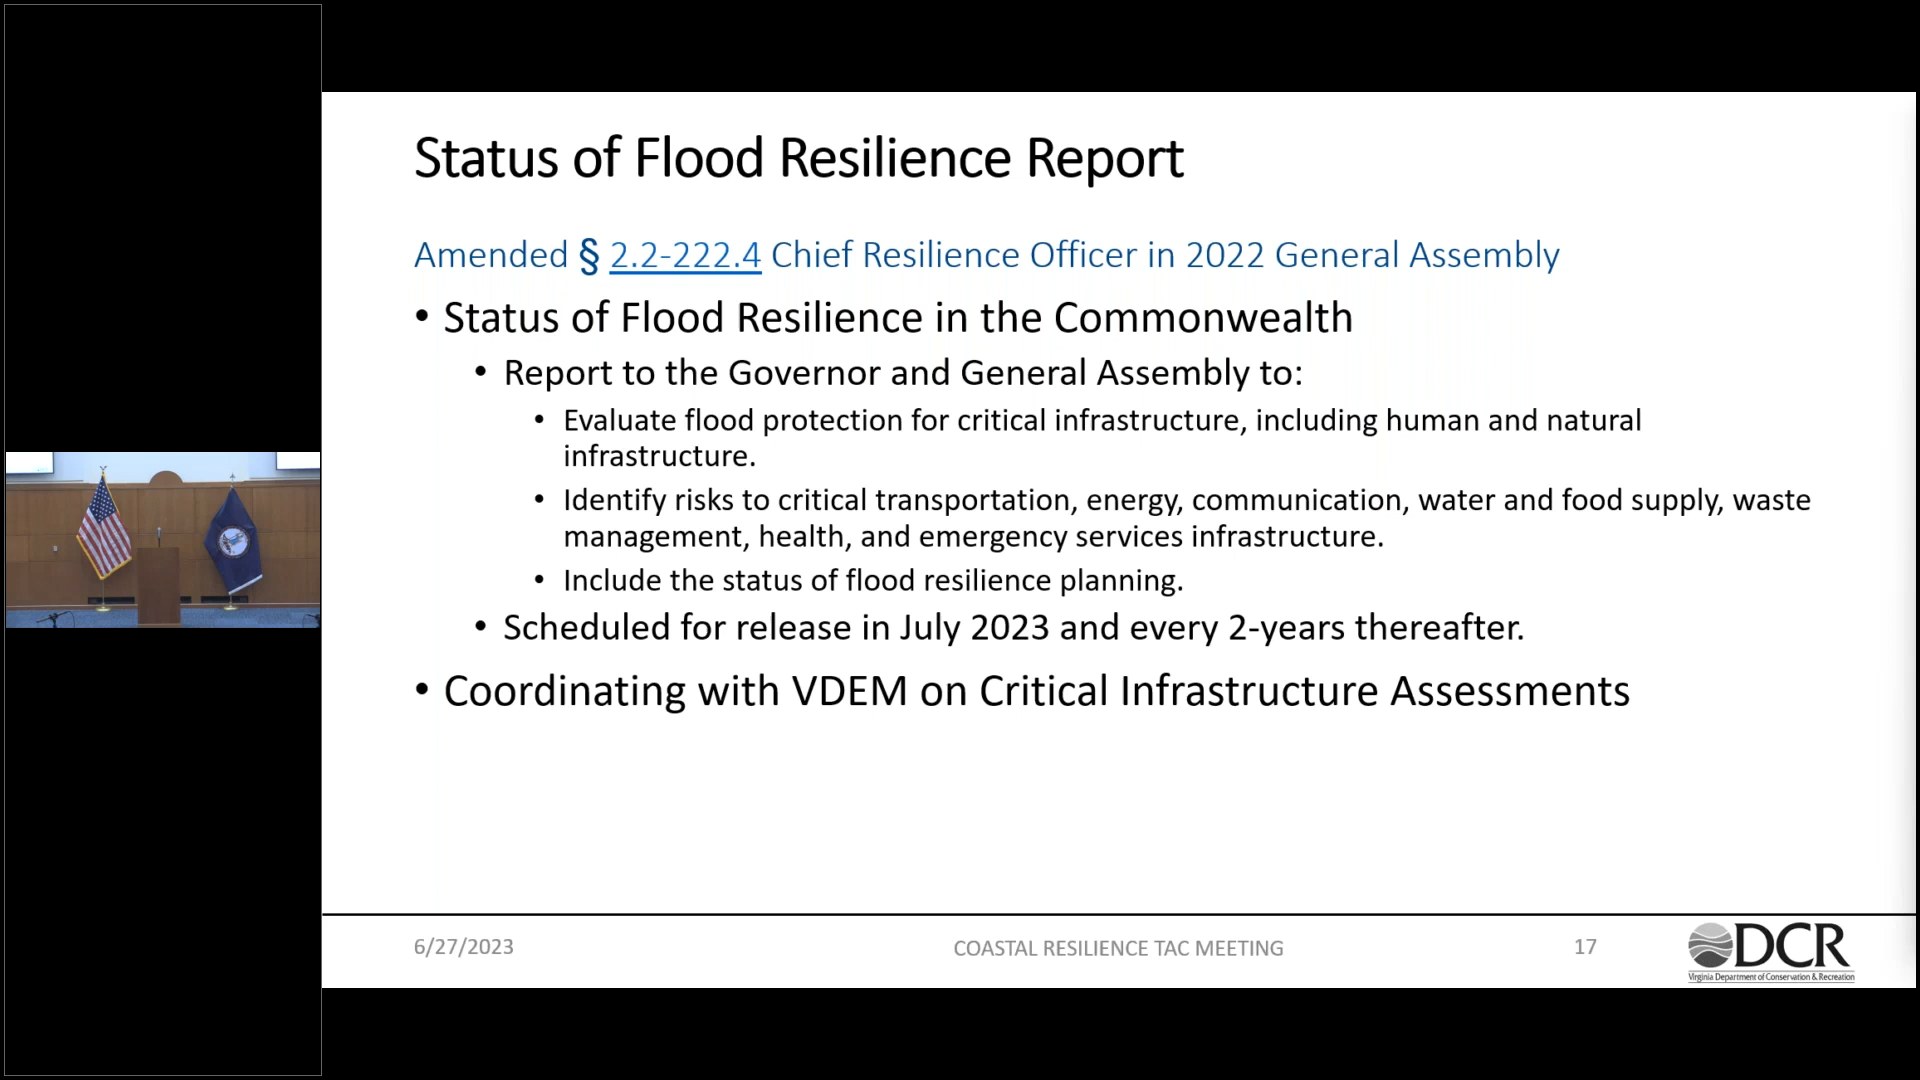 Status of Flood Resilience Report
Amended § 2.2-222.4 Chief Resilience Officer in 2022 General Assembly
• Status of Flood Resilience in the Commonwealth
• Report to the Governor and General Assembly to:
• Evaluate flood protection for critical infrastructure, including human and natural
infrastructure.
• Identify risks to critical transportation, energy, communication, water and food supply, waste
management, health, and emergency services infrastructure.
• Include the status of flood resilience planning.
• Scheduled for release in July 2023 and every 2-years thereafter.
• Coordinating with VDEM on Critical Infrastructure Assessments
6/27/2023
COASTAL RESILIENCE TAC MEETING
17
DCR
Virginia Department of Conservation & Recreation